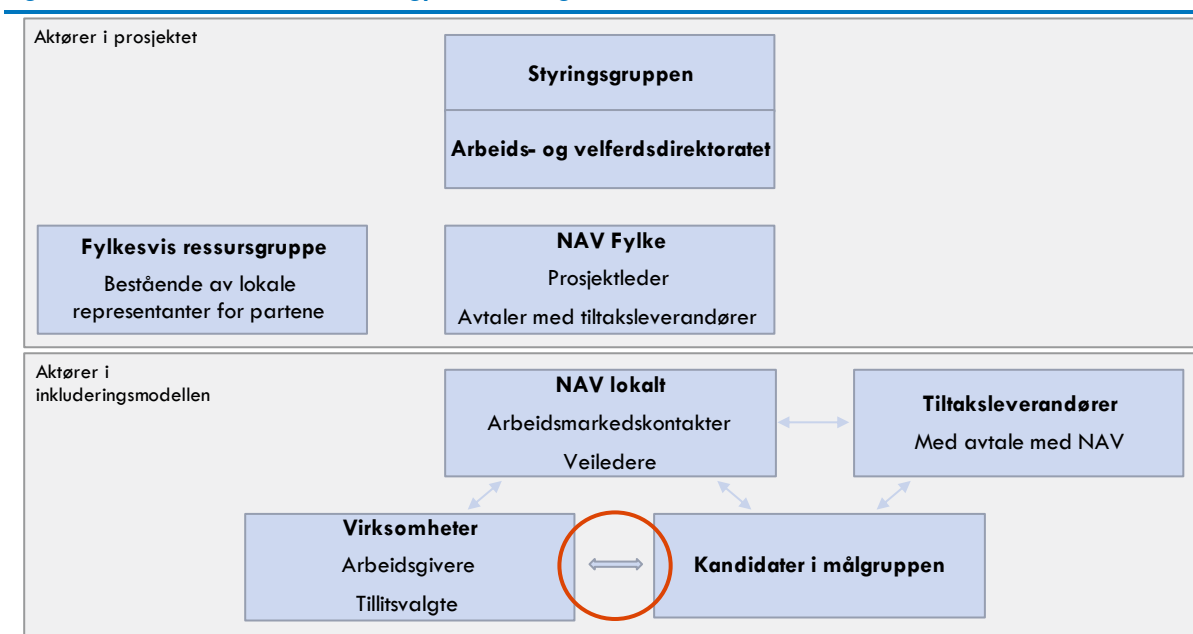 Aktører i prosjektet
Styringsgruppen
Arbeids- og velferdsdirektoratet
Fylkesvis ressursgruppe
Bestående av lokale
representanter for partene
NAV Fylke
Prosjektleder
Avtaler med tiltaksleverandører
Aktører i
inkluderingsmodellen
NAV lokalt
Arbeidsmarkedskontakter
Veiledere
Tiltaksleverandører
Med avtale med NAV
Virksomheter
Arbeidsgivere
Tillitsvalgte
Kandidater i målgruppen